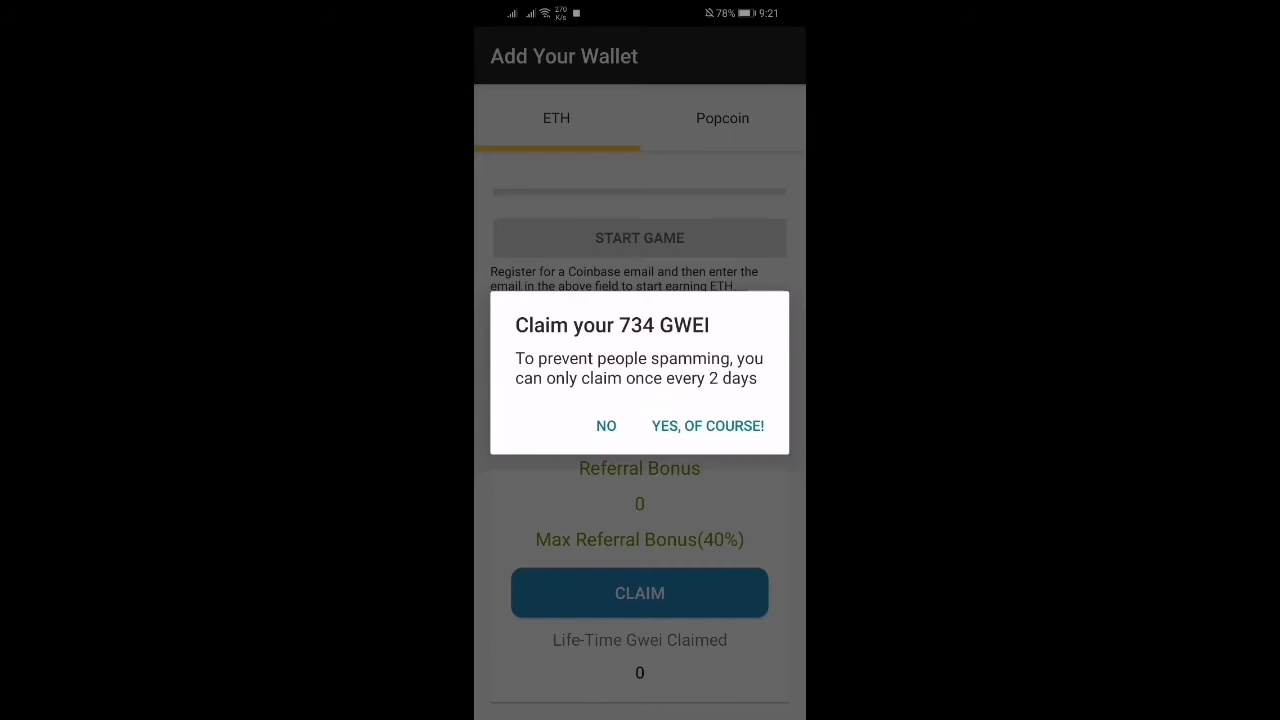 270
K/s
78% 9:21
Add Your Wallet
ETH Popcoin
START GAME
Register for a Coinbase email and then enter the
email in the above field to start earning ETH.
Claim your 734 GWEI
To prevent people spamming, you
can only claim once every 2 days
NO YES, OF COURSE!
Referral Bonus
0
Max Referral Bonus(40%)
CLAIM
Life-Time Gwei Claimed
0